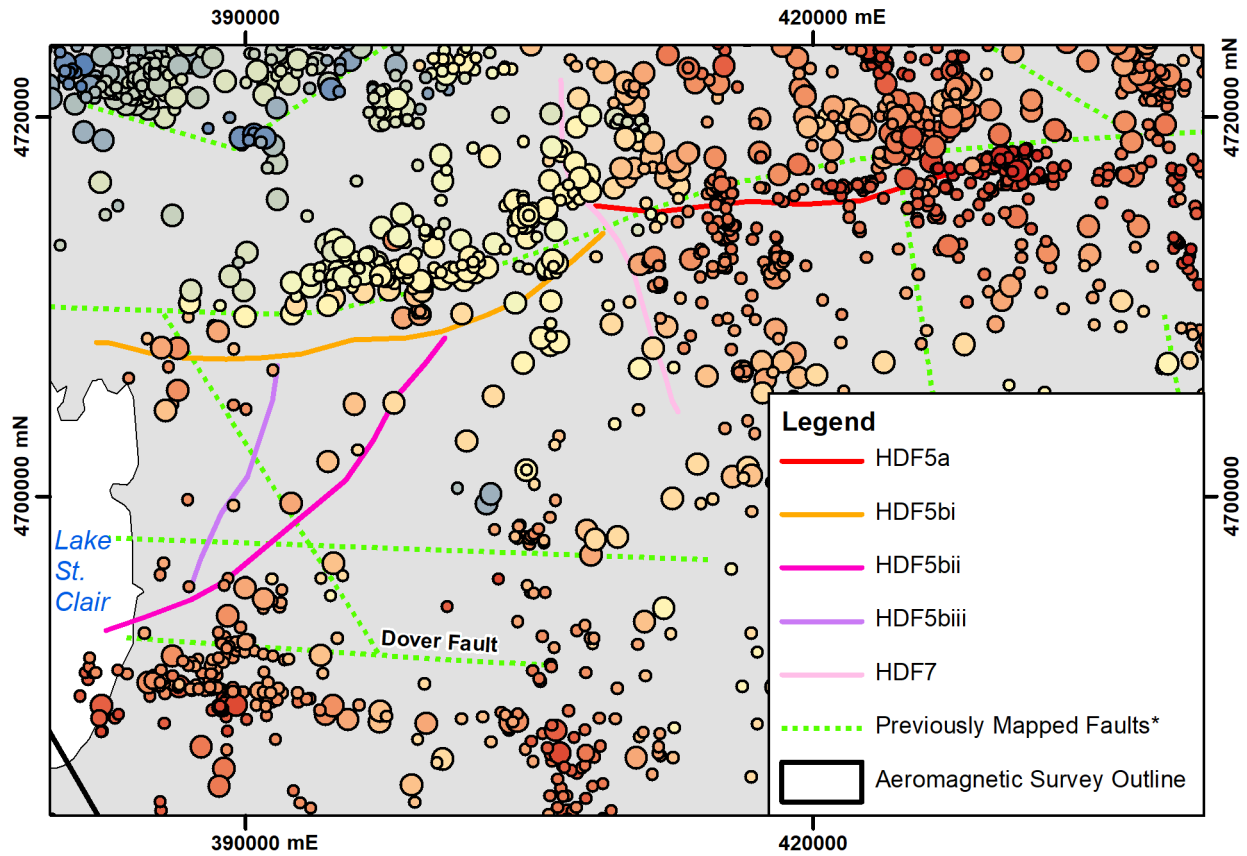 390000
420000 mE
4720000
4720000 mN
4700000 mN
4700000
Lake
St.
Clair
Dover Fault
Legend
HDF5a
HDF5bi
HDF5bii
HDF5biii
HDF7
Previously Mapped Faults*
Aeromagnetic Survey Outline
390000 mE
420000